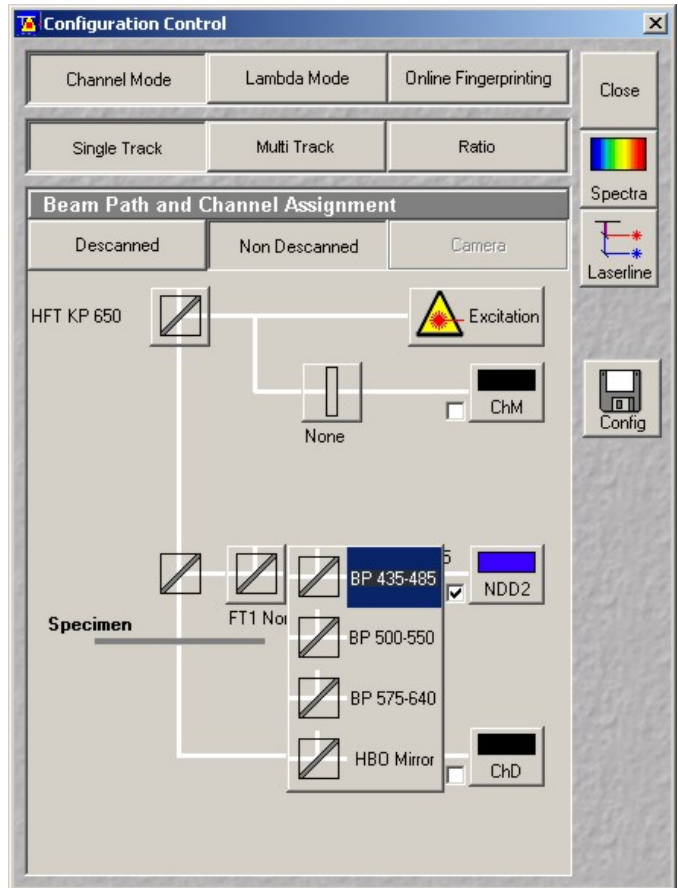 Configuration Control
Channel Mode
Lambda Mode
Online Fingerprinting
Close
Single Track
Multi Track
Ratio
Spectra
Beam Path and Channel Assignment
Descanned
Non Descanned
Camera
Laserline
HFT KP 650
Excitation
ChM
None
Config
5
BP 435-485
NDD2
FT1 Non
Specimen
BP 500-550
BP 575-640
HBO Mirror
ChD